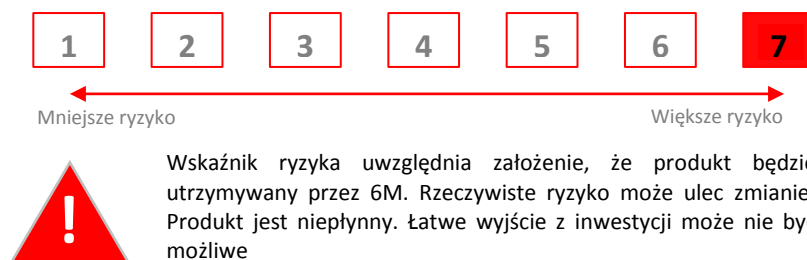 1 2 3 4 5 6 7
Mniejsze ryzyko Większe ryzyko
Wskaźnik ryzyka uwzględnia założenie, że produkt będzie
utrzymywany przez 6M. Rzeczywiste ryzyko może ulec zmianie
! Produkt jest niepłynny. Łatwe wyjście z inwestycji może nie by
możliwe